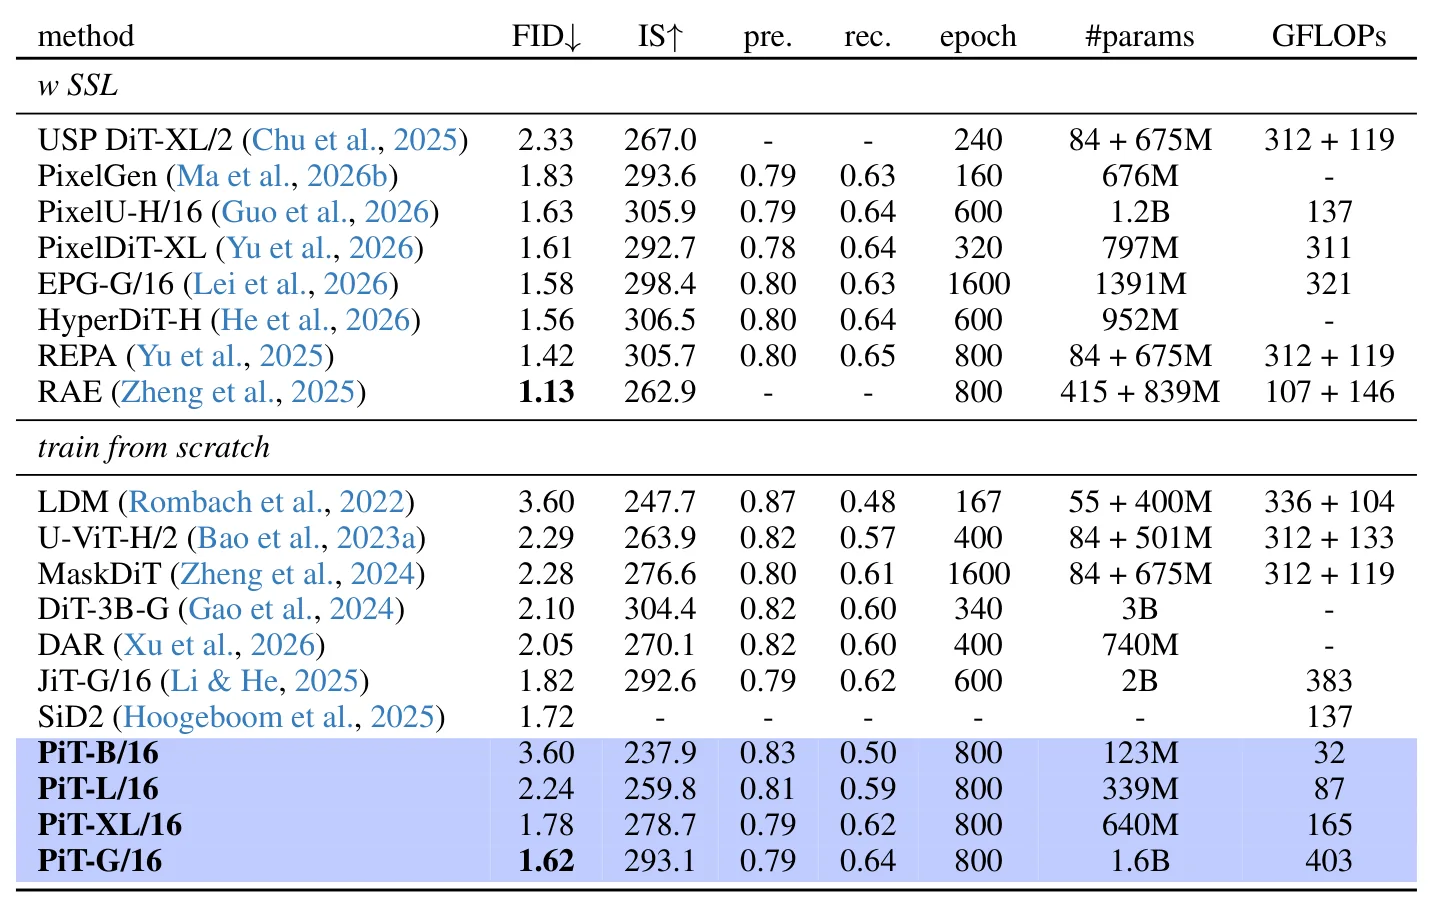 method FID↓ IS↑ pre. rec. epoch #params GFLOPs
w SSL
USP DiT-XL/2 (Chu et al., 2025) 2.33 267.0 - - 240 84 + 675M 312 + 119
PixelGen (Ma et al., 2026b) 1.83 293.6 0.79 0.63 160 676M -
PixelU-H/16 (Guo et al., 2026) 1.63 305.9 0.79 0.64 600 1.2B 137
PixelDiT-XL (Yu et al., 2026) 1.61 292.7 0.78 0.64 320 797M 311
EPG-G/16 (Lei et al., 2026) 1.58 298.4 0.80 0.63 1600 1391M 321
HyperDiT-H (He et al., 2026) 1.56 306.5 0.80 0.64 600 952M -
REPA (Yu et al., 2025) 1.42 305.7 0.80 0.65 800 84 + 675M 312 + 119
RAE (Zheng et al., 2025) 1.13 262.9 - - 800 415 + 839M 107 + 146
train from scratch
LDM (Rombach et al., 2022) 3.60 247.7 0.87 0.48 167 55 + 400M 336 + 104
U-ViT-H/2 (Bao et al., 2023a) 2.29 263.9 0.82 0.57 400 84 + 501M 312 + 133
MaskDiT (Zheng et al., 2024) 2.28 276.6 0.80 0.61 1600 84 + 675M 312 + 119
DiT-3B-G (Gao et al., 2024) 2.10 304.4 0.82 0.60 340 3B -
DAR (Xu et al., 2026) 2.05 270.1 0.82 0.60 400 740M -
JiT-G/16 (Li & He, 2025) 1.82 292.6 0.79 0.62 600 2B 383
SiD2 (Hoogeboom et al., 2025) 1.72 - - - - - 137
PiT-B/16 3.60 237.9 0.83 0.50 800 123M 32
PiT-L/16 2.24 259.8 0.81 0.59 800 339M 87
PiT-XL/16 1.78 278.7 0.79 0.62 800 640M 165
PiT-G/16 1.62 293.1 0.79 0.64 800 1.6B 403